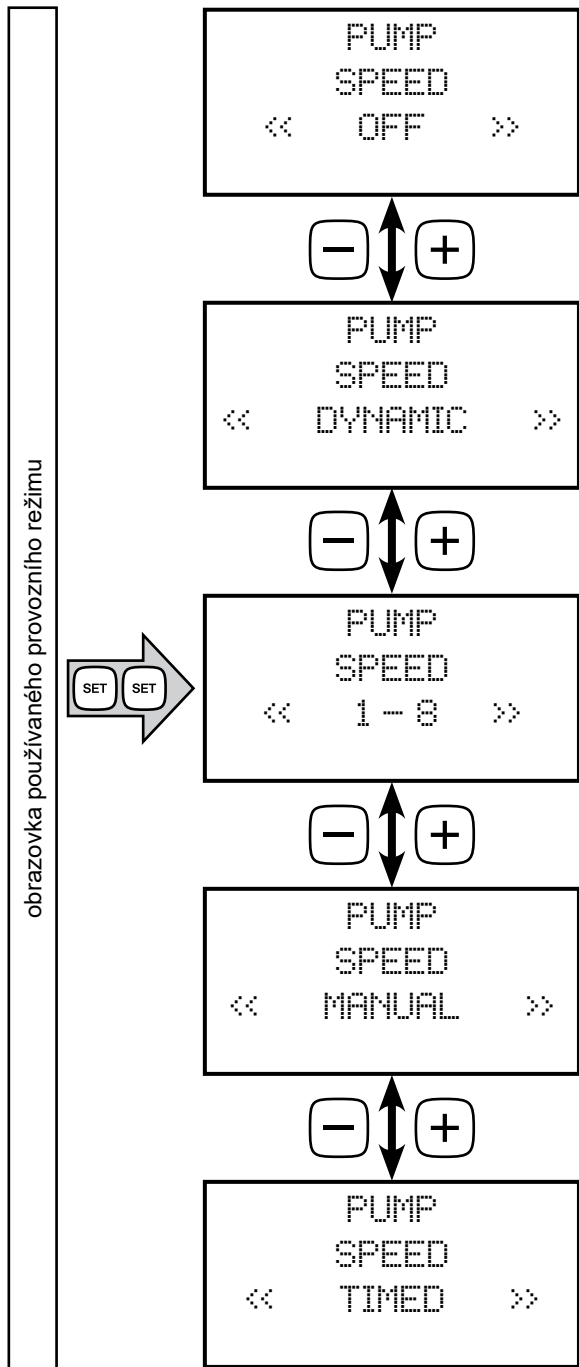 obrazovka používaného provozního režimu
PUMP
SPEED
<< OFF >>
− +
PUMP
SPEED
<< DYNAMIC >>
− +
SET SET
PUMP
SPEED
<< 1 – 8 >>
− +
PUMP
SPEED
<< MANUAL >>
− +
PUMP
SPEED
<< TIMED >>